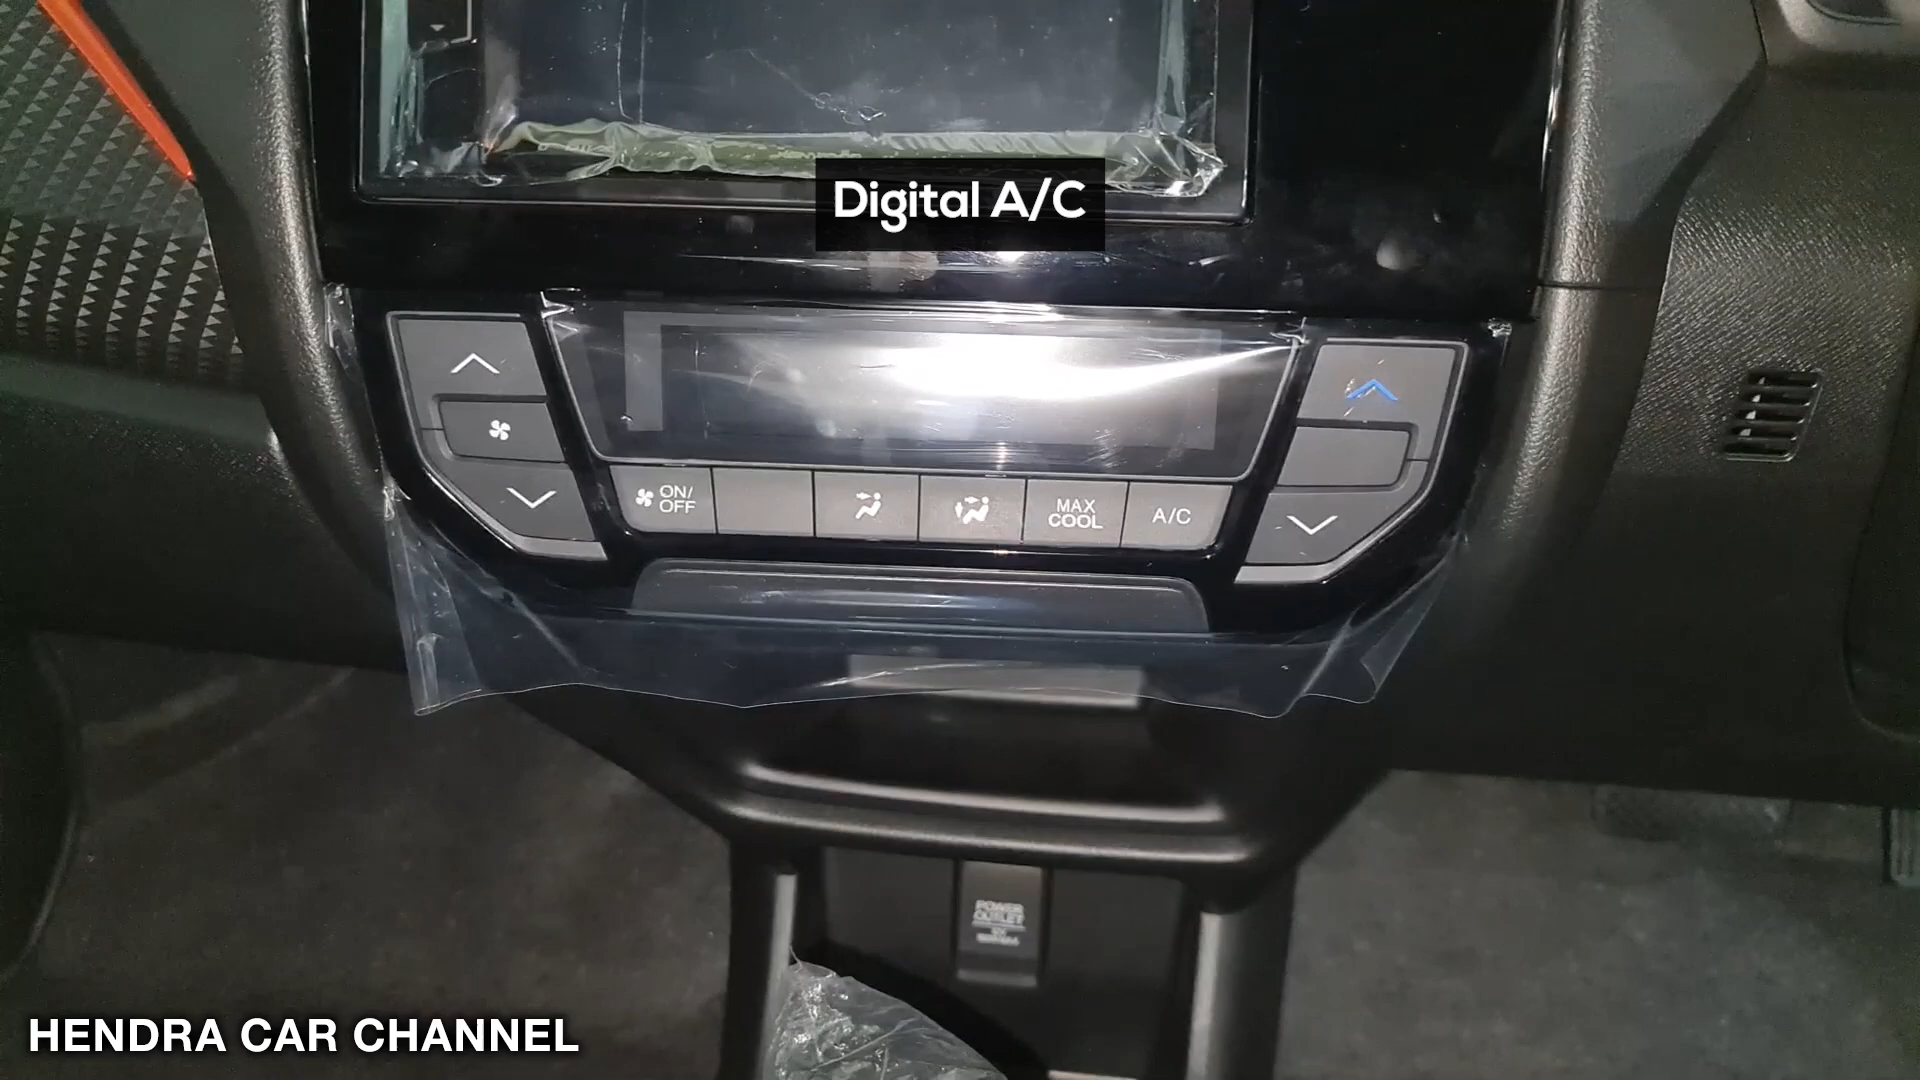 Digital A/C
ON/
OFF
MAX
COOL
A/C
POWER
OUTLET
HENDRA CAR CHANNEL